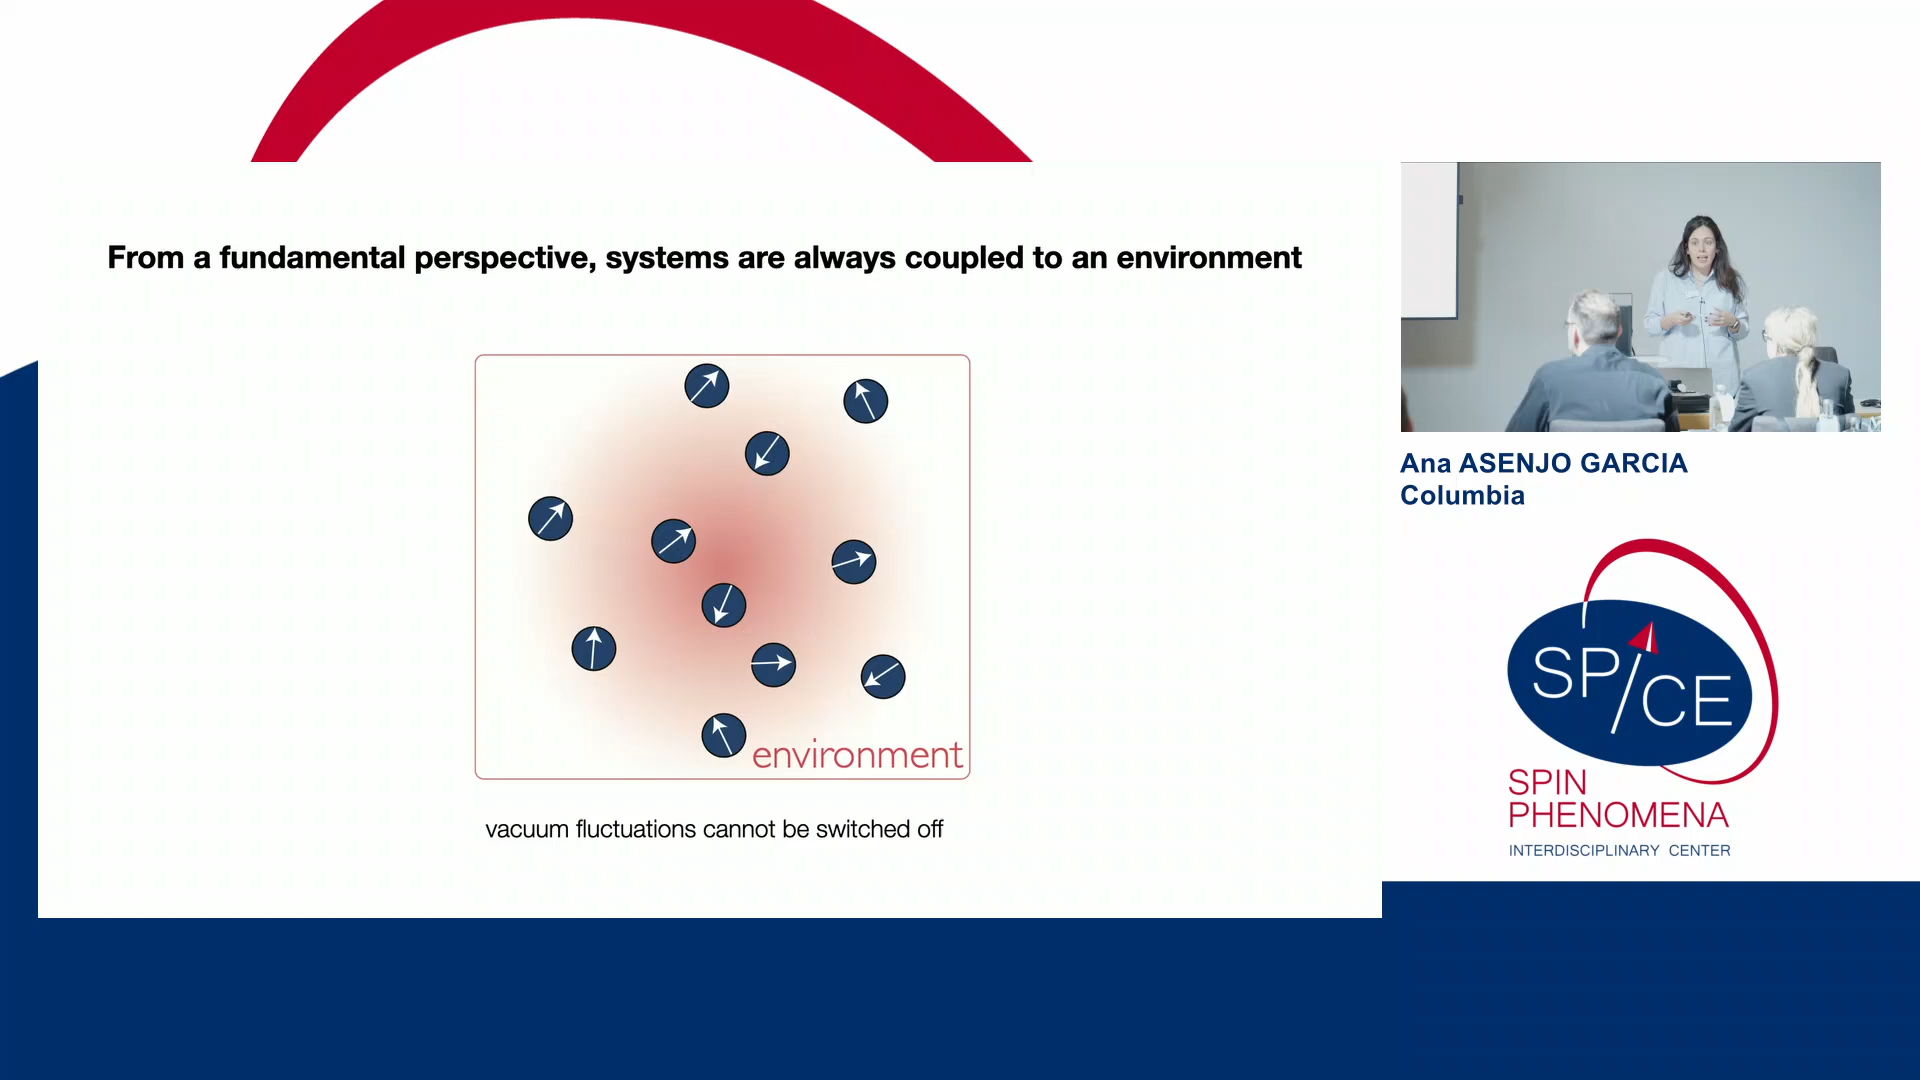 From a fundamental perspective, systems are always coupled to an environment
environment
vacuum fluctuations cannot be switched off
Ana ASENJO GARCIA
Columbia
SP/CE
SPIN
PHENOMENA
INTERDISCIPLINARY CENTER